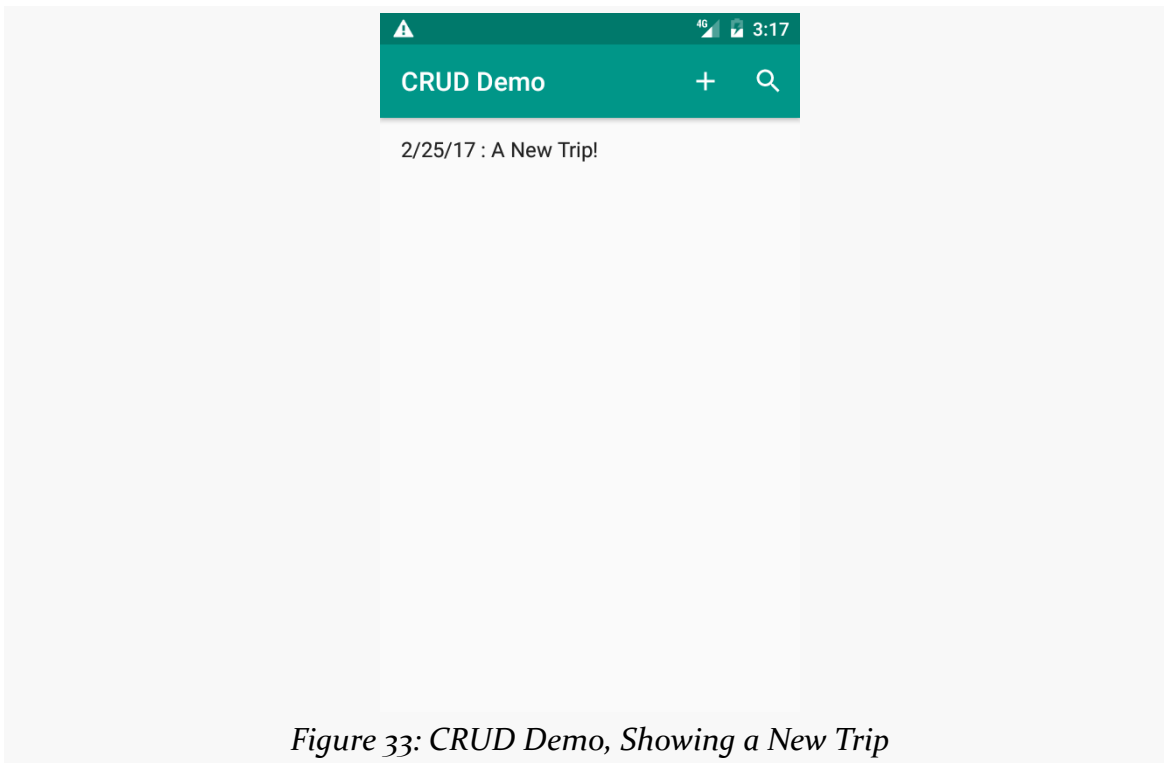 4G 3:17
CRUD Demo
2/25/17 : A New Trip!
Figure 33: CRUD Demo, Showing a New Trip